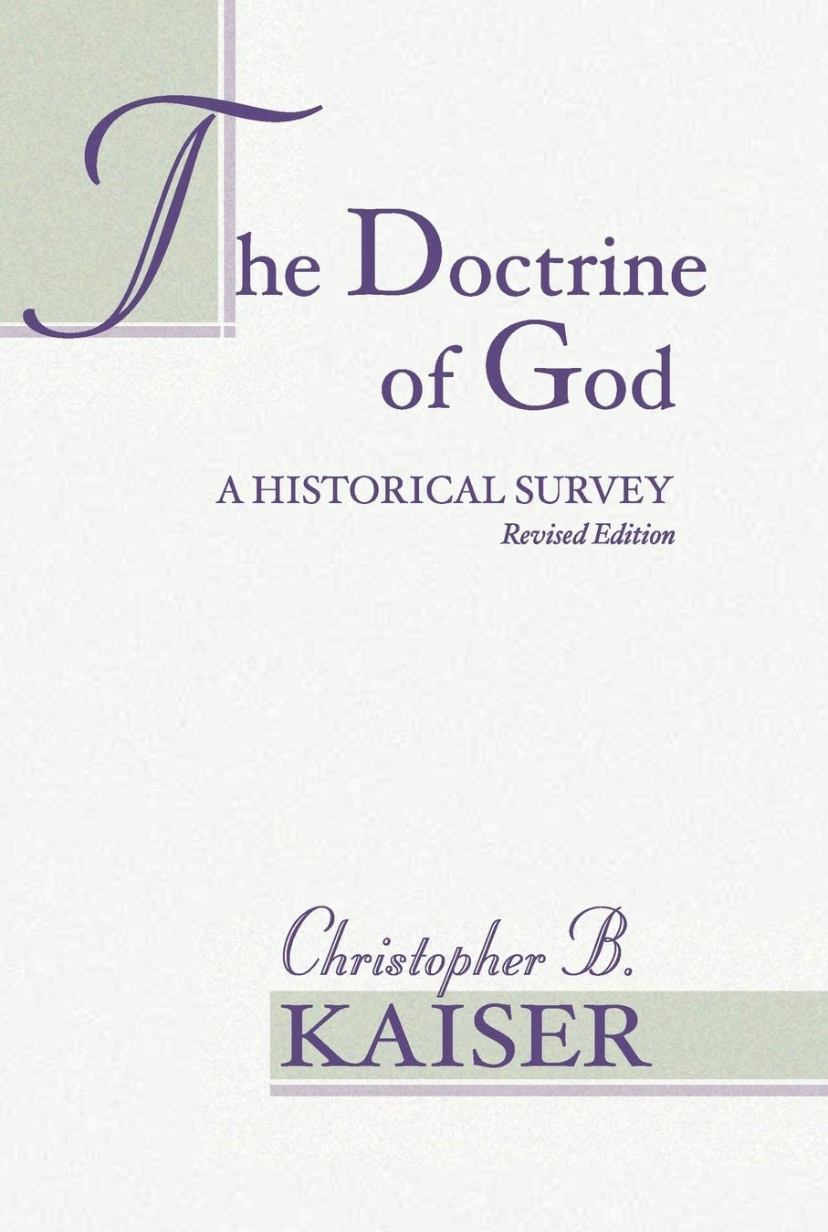 The Doctrine
of God
A HISTORICAL SURVEY
Revised Edition
Christopher B.
KAISER